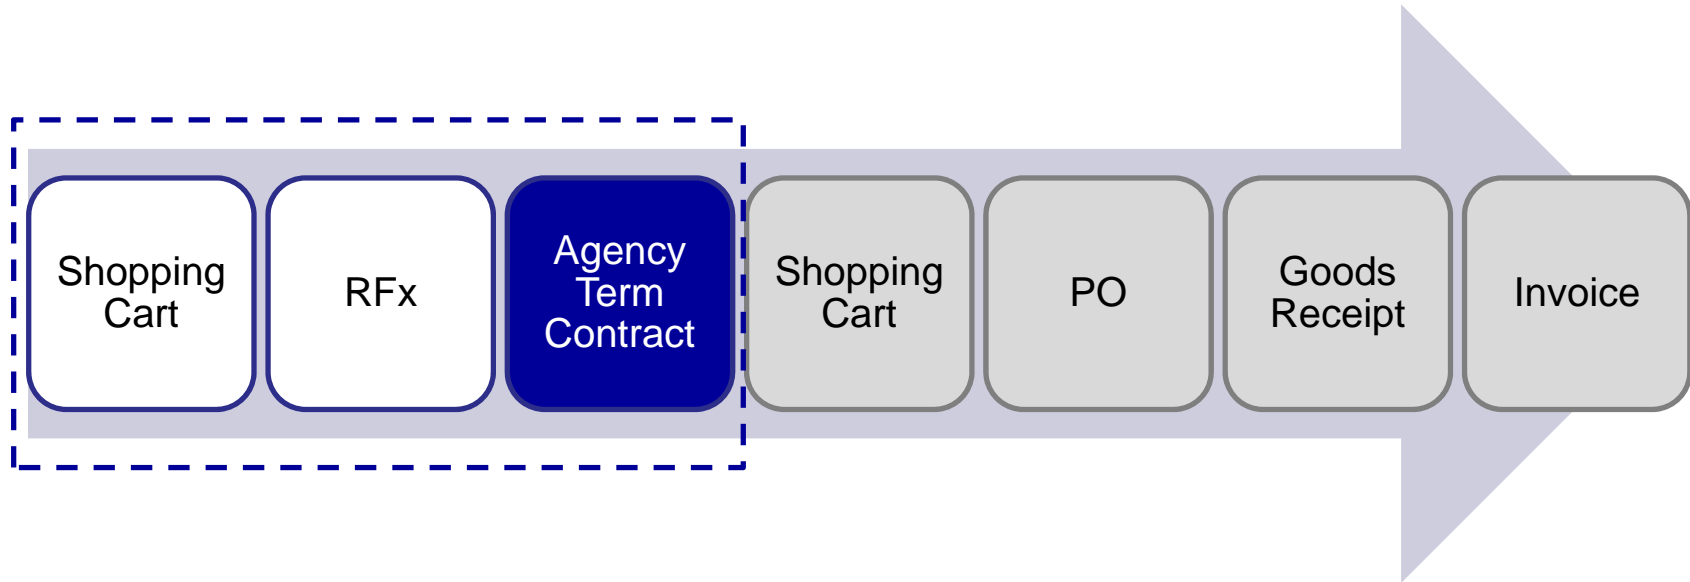 Shopping
Cart
RFx
Agency
Term
Contract
Shopping
Cart
PO
Goods
Receipt
Invoice